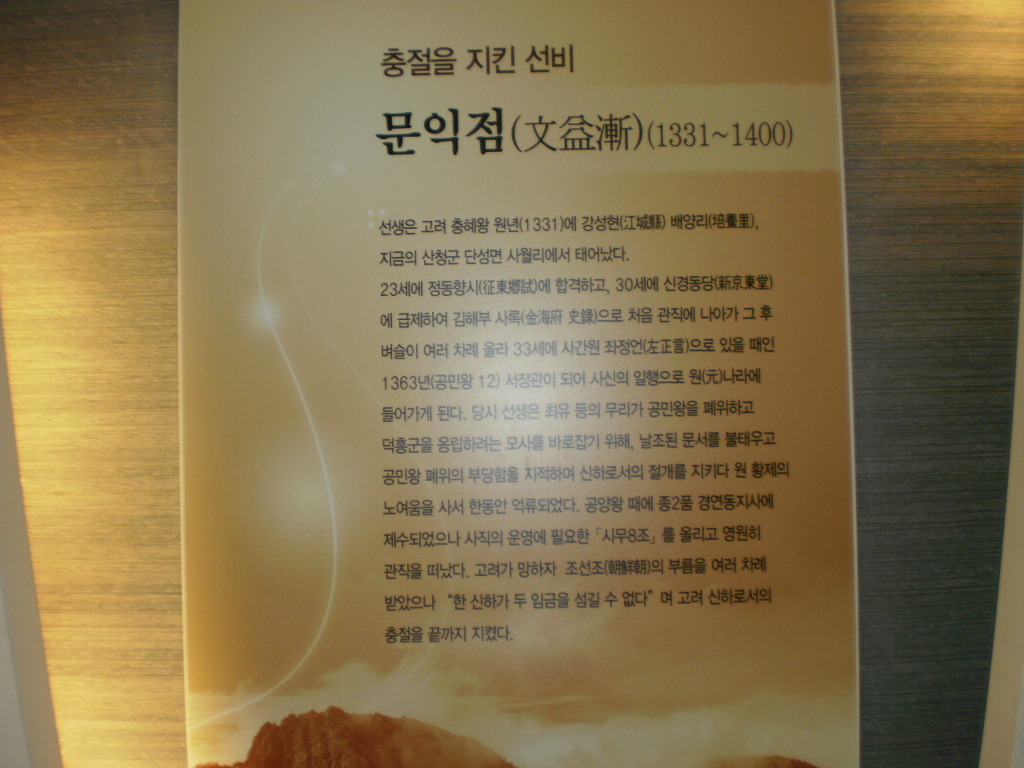 충절을 지킨 선비
문익점(文益漸)(1331~1400)
선생은 고려 충혜왕 원년(1331)에 강성현(江城縣) 배양리(培養里),
지금의 산청군 단성면 사월리에서 태어났다.
23세에 정동향시(征東鄕試)에 합격하고, 30세에 신경동당(新京東堂)
에 급제하여 김해부 사록(金海府 史錄)으로 처음 관직에 나아가 그 후
벼슬이 여러 차례 올라 33세에 사간원 좌정언(左正言)으로 있을 때인
1363년(공민왕 12) 서장관이 되어 사신의 일행으로 원(元)나라에
들어가게 된다. 당시 선생은 최유 등의 무리가 공민왕을 폐위하고
덕흥군을 옹립하려는 모사를 바로잡기 위해, 날조된 문서를 불태우고
공민왕 폐위의 부당함을 지적하며 신하로서의 절개를 지키다 원 황제의
노여움을 사서 한동안 억류되었다. 공양왕 때에 종2품 경연동지사에
제수되었으나 사직의 운영에 필요한 「시무8조」를 올리고 영원히
관직을 떠났다. 고려가 망하자 조선조(朝鮮朝)의 부름을 여러 차례
받았으나 “한 신하가 두 임금을 섬길 수 없다” 며 고려 신하로서의
충절을 끝까지 지켰다.